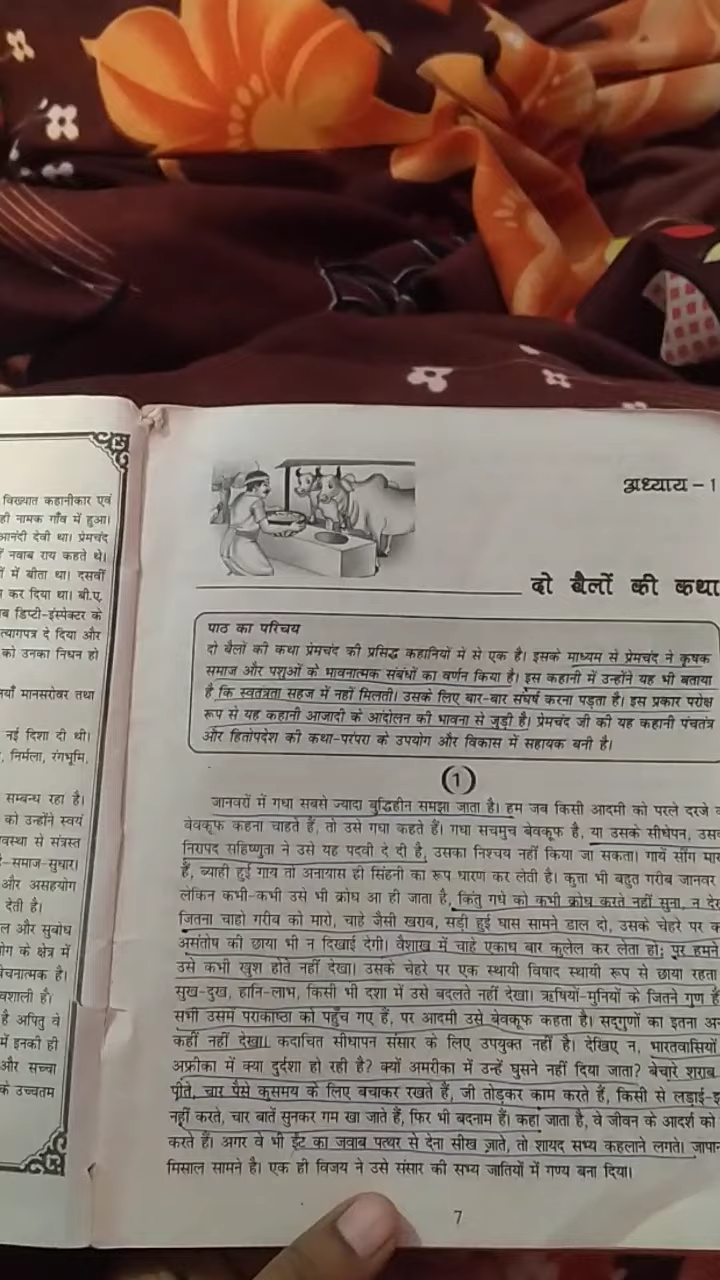 विख्यात कहानीकार एवं
ही नामक गाँव में हुआ।
आनंदी देवी था। प्रेमचंद
नवाब राय कहते थे।
में बीता था। दसवीं
कर दिया था। बी.ए.
ब डिप्टी-इंस्पेक्टर के
त्यागपत्र दे दिया और
को उनका निधन हो
मानसरोवर तथा
नई दिशा दी थी।
, निर्मला, रंगभूमि,
सम्बन्ध रहा है।
को उन्होंने स्वयं
वस्था से संत्रस्त
-समाज-सुधार।
और असहयोग
देती है।
ल और सुबोध
ोग के क्षेत्र में
चनात्मक है।
वशाली है।
है अपितु वे
में इनकी ही
और सच्चा
के उच्चतम
अध्याय – 1
दो बैलों की कथा
पाठ का परिचय
दो बैलों की कथा प्रेमचंद की प्रसिद्ध कहानियों में से एक है। इसके माध्यम से प्रेमचंद ने कृषक
समाज और पशुओं के भावनात्मक संबंधों का वर्णन किया है। इस कहानी में उन्होंने यह भी बताया
है कि स्वतंत्रता सहज में नहीं मिलती। उसके लिए बार-बार संघर्ष करना पड़ता है। इस प्रकार परोक्ष
रूप से यह कहानी आजादी के आंदोलन की भावना से जुड़ी है। प्रेमचंद जी की यह कहानी पंचतंत्र
और हितोपदेश की कथा-परंपरा के उपयोग और विकास में सहायक बनी है।
1
जानवरों में गधा सबसे ज्यादा बुद्धिहीन समझा जाता है। हम जब किसी आदमी को परले दरजे
बेवकूफ कहना चाहते हैं, तो उसे गधा कहते हैं। गधा सचमुच बेवकूफ है, या उसके सीधेपन,
निरापद सहिष्णुता ने उसे यह पदवी दे दी है, उसका निश्चय नहीं किया जा सकता। गायें सींग
हैं, ब्याही हुई गाय तो अनायास ही सिंहनी का रूप धारण कर लेती है। कुत्ता भी बहुत गरीब जानवर
लेकिन कभी-कभी उसे भी क्रोध आ ही जाता है, किंतु गधे को कभी क्रोध करते नहीं सुना, न
जितना चाहो गरीब को मारो, चाहे जैसी खराब, सड़ी हुई घास सामने डाल दो, उसके चेहरे पर
असंतोष की छाया भी न दिखाई देगी। वैशाख में चाहे एकाध बार कुलेल कर लेता हो; पर हमने
उसे कभी खुश होते नहीं देखा। उसके चेहरे पर एक स्थायी विषाद स्थायी रूप से छाया रहता
सुख-दुख, हानि-लाभ, किसी भी दशा में उसे बदलते नहीं देखा। ऋषियों-मुनियों के जितने गुण हैं
सभी उसमें पराकाष्ठा को पहुँच गए हैं, पर आदमी उसे बेवकूफ कहता है। सद्गुणों का इतना
कहीं नहीं देखा। कदाचित सीधापन संसार के लिए उपयुक्त नहीं है। देखिए न, भारतवासियों
अफ्रीका में क्या दुर्दशा हो रही है? क्यों अमरीका में उन्हें घुसने नहीं दिया जाता? बेचारे शराब
पीते, चार पैसे कुसमय के लिए बचाकर रखते हैं, जी तोड़कर काम करते हैं, किसी से
नहीं करते, चार बातें सुनकर गम खा जाते हैं, फिर भी बदनाम हैं। कहा जाता है, वे जीवन के आदर्श को
करते हैं। अगर वे भी ईंट का जवाब पत्थर से देना सीख जाते, तो शायद सभ्य कहलाने लगते। जापान
मिसाल सामने है। एक ही विजय ने उसे संसार की सभ्य जातियों में गण्य बना दिया।
7